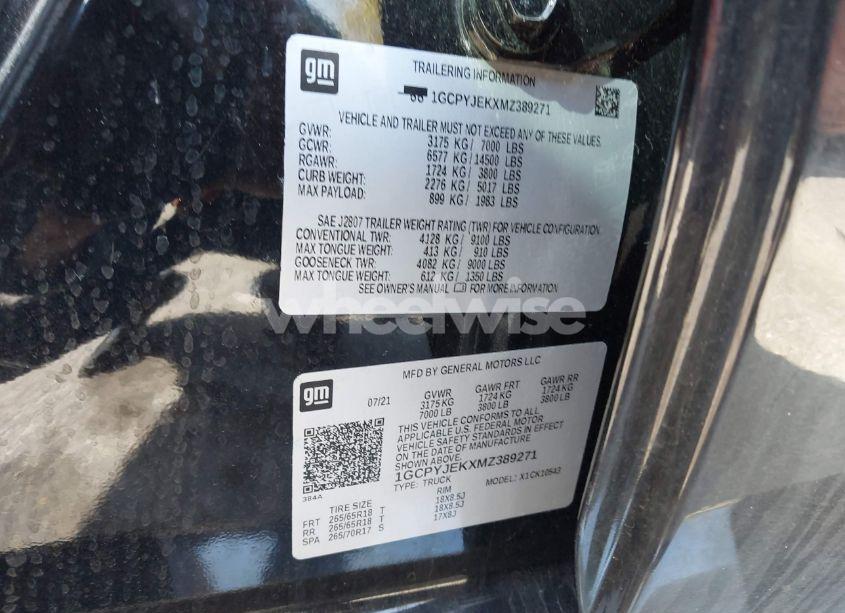 gm
TRAILERING INFORMATION
1GCPYJEKXMZ389271
VEHICLE AND TRAILER MUST NOT EXCEED ANY OF THESE VALUES.
GVWR: 3175 KG / 7000 LBS
GCWR: 6577 KG / 14500 LBS
RGAWR: 1724 KG / 3800 LBS
CURB WEIGHT: 2276 KG / 5017 LBS
MAX PAYLOAD: 899 KG / 1983 LBS
SAE J2807 TRAILER WEIGHT RATING (TWR) FOR VEHICLE CONFIGURATION.
CONVENTIONAL TWR: 4128 KG / 9100 LBS
MAX TONGUE WEIGHT: 413 KG / 910 LBS
GOOSENECK TWR: 4082 KG / 9000 LBS
MAX TONGUE WEIGHT: 612 KG / 1350 LBS
SEE OWNER'S MANUAL FOR MORE INFORMATION
wheelwise
gm
MFD BY GENERAL MOTORS LLC
07/21
GVWR GAWR FRT GAWR RR
3175 KG 1724 KG 1724 KG
7000 LB 3800 LB 3800 LB
THIS VEHICLE CONFORMS TO ALL
APPLICABLE U.S. FEDERAL MOTOR
VEHICLE SAFETY STANDARDS IN EFFECT
ON THE DATE OF MANUFACTURE
SHOWN ABOVE.
1GCPYJEKXMZ389271
TYPE: TRUCK MODEL: X1CK10543
384A
TIRE SIZE RIM
FRT 265/65R18 T 18X8.5J
RR 265/65R18 T 18X8.5J
SPA 265/70R17 S 17X8J